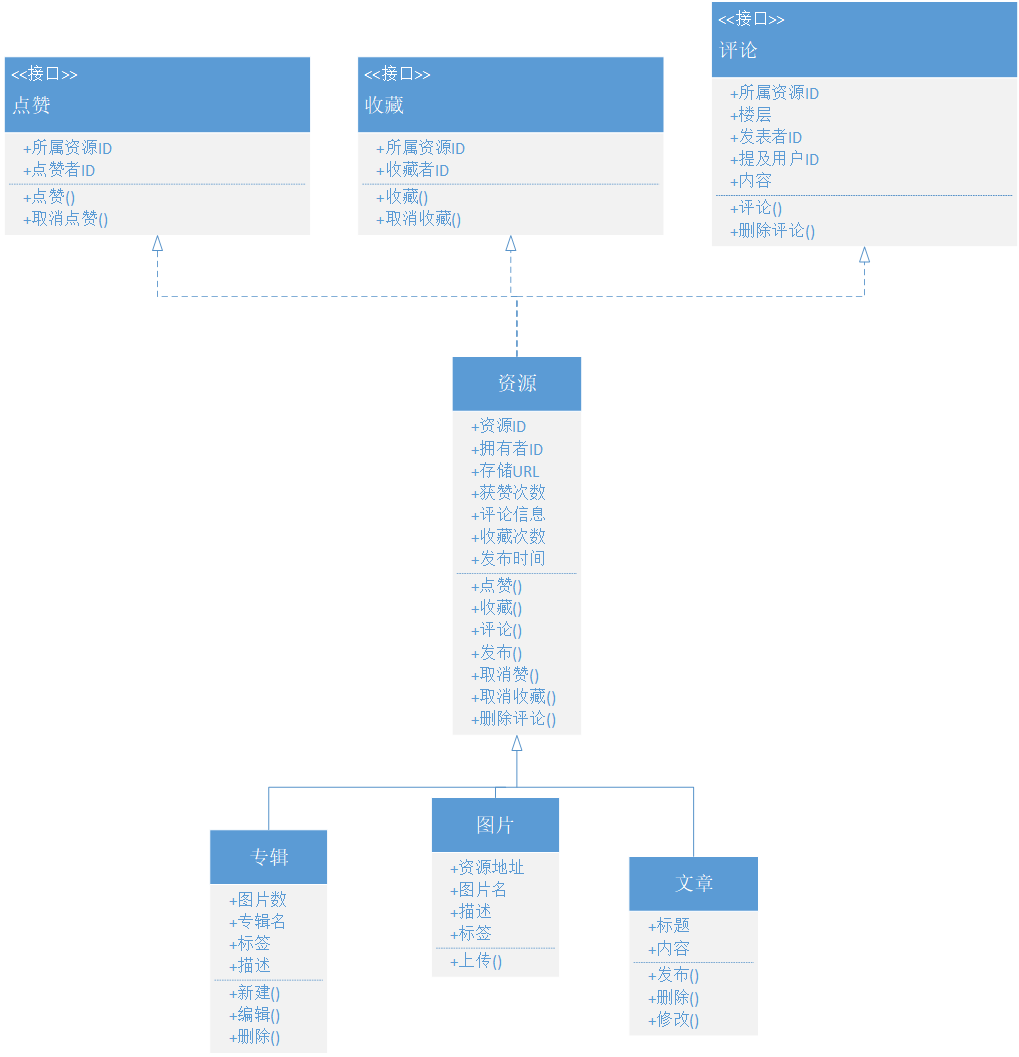 <<接口>>
点赞
+所属资源ID
+点赞者ID
+点赞()
+取消点赞()
<<接口>>
收藏
+所属资源ID
+收藏者ID
+收藏()
+取消收藏()
<<接口>>
评论
+所属资源ID
+楼层
+发表者ID
+提及用户ID
+内容
+评论()
+删除评论()
资源
+资源ID
+拥有者ID
+存储URL
+获赞次数
+评论信息
+收藏次数
+发布时间
+点赞()
+收藏()
+评论()
+发布()
+取消赞()
+取消收藏()
+删除评论()
专辑
+图片数
+专辑名
+标签
+描述
+新建()
+编辑()
+删除()
图片
+资源地址
+图片名
+描述
+标签
+上传()
文章
+标题
+内容
+发布()
+删除()
+修改()